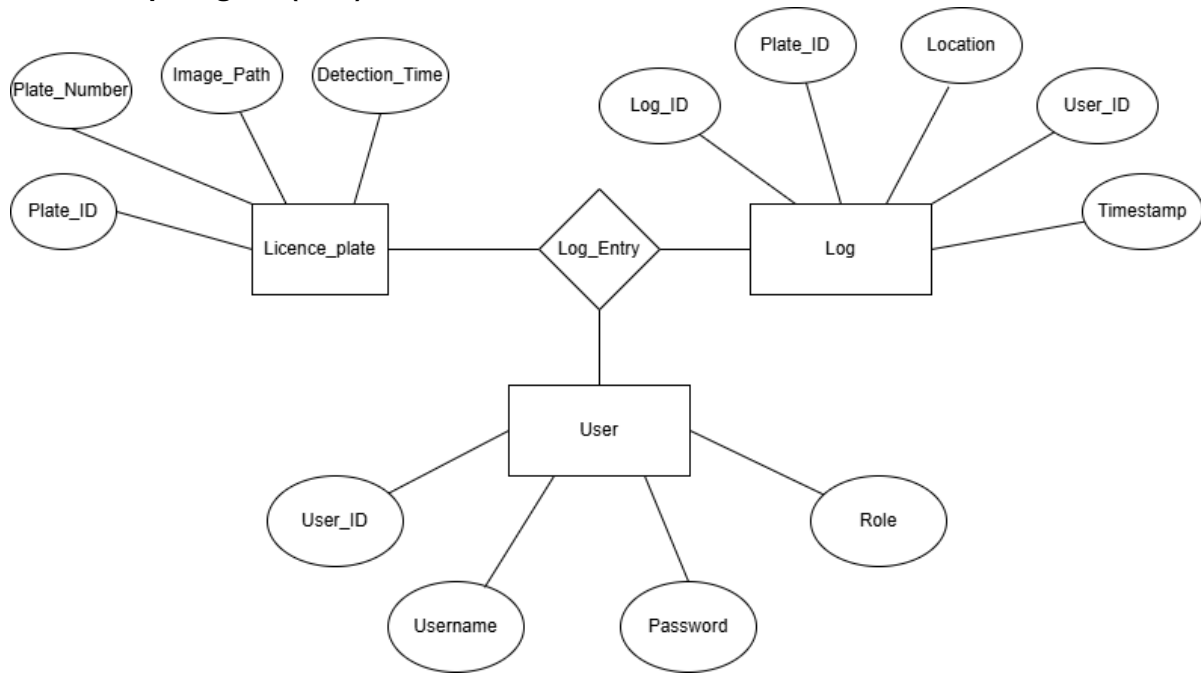 Plate_ID
Location
Image_Path
Detection_Time
Plate_Number
Log_ID
User_ID
Plate_ID
Timestamp
Licence_plate
Log_Entry
Log
User
User_ID
Role
Username
Password